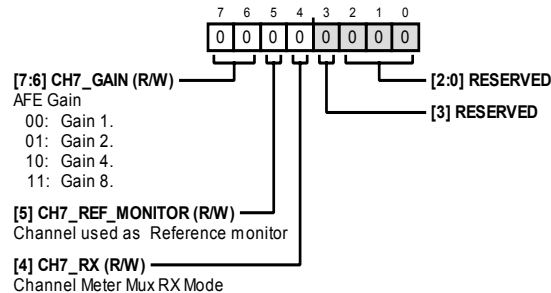 7 6 5 4 3 2 1 0
0 0 0 0 0 0 0 0
[7:6] CH7_GAIN (R/W)
AFE Gain
00: Gain 1.
01: Gain 2.
10: Gain 4.
11: Gain 8.
[5] CH7_REF_MONITOR (R/W)
Channel used as Reference monitor
[4] CH7_RX (R/W)
Channel Meter Mux RX Mode
[2:0] RESERVED
[3] RESERVED